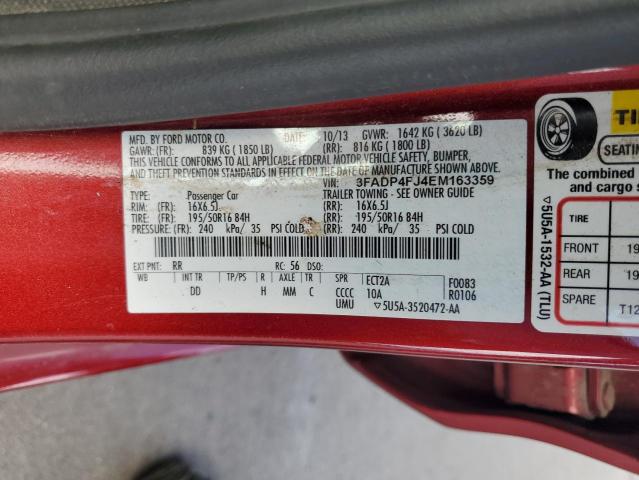 MFD. BY FORD MOTOR CO.
DATE: 10/13 GVWR: 1642 KG ( 3620 LB)
GAWR: (FR) 839 KG ( 1850 LB) (RR): 816 KG ( 1800 LB)
THIS VEHICLE CONFORMS TO ALL APPLICABLE FEDERAL MOTOR VEHICLE SAFETY, BUMPER,
AND THEFT PREVENTION STANDARDS IN EFFECT ON THE DATE OF MANUFACTURE SHOWN ABOVE.
VIN: 3FADP4FJ4EM163359
TYPE: Passenger Car TRAILER TOWING - SEE OWNER GUIDE
RIM: (FR) 16X6.5J (RR): 16X6.5J
TIRE: (FR) 195/50R16 84H (RR): 195/50R16 84H
PRESSURE: (FR) 240 kPa/ 35 PSI COLD (RR): 240 kPa/ 35 PSI COLD
EXT PNT: RR RC: 56 DSO:
WB INT TR TP/PS R AXLE TR SPR ECT2A F0083
DD H MM C CCCC 10A R0106
UMU ▽5U5A-3520472-AA
▽5U5A-1532-AA (TLU)
TI
SEATIN
The combined
and cargo s
TIRE
FRONT 19
REAR 19
SPARE T12